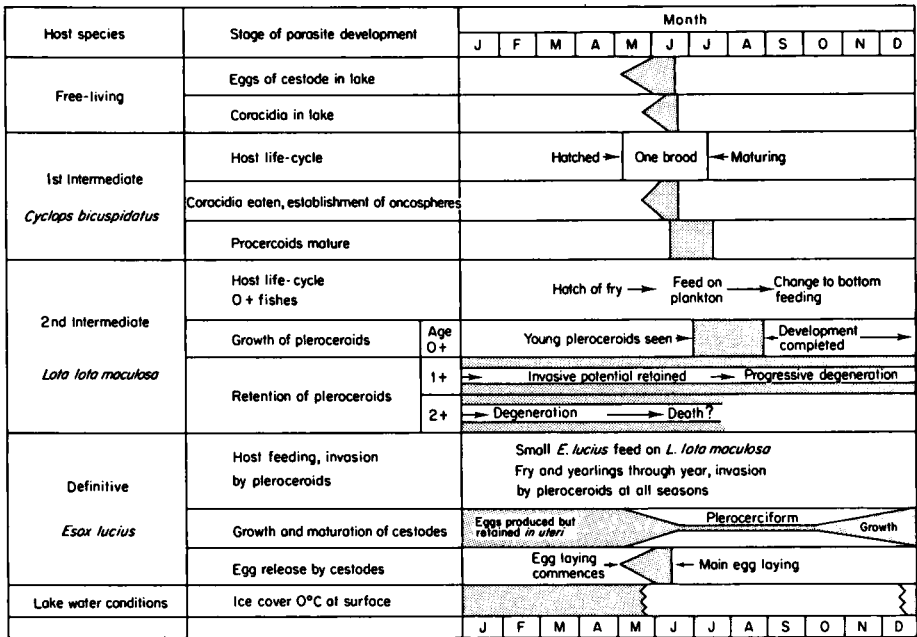 Host species
Stage of parasite development
Month
J F M A M J J A S O N D
Free-living
Eggs of cestode in lake
Coracidia in lake
1st Intermediate
Cyclops bicuspidatus
Host life-cycle
Hatched → One brood ← Maturing
Coracidia eaten, establishment of oncospheres
Procercoids mature
2nd Intermediate
Lota lota maculosa
Host life-cycle
O + fishes
Hatch of fry → Feed on → Change to bottom
plankton feeding
Growth of pleroceroids
Age
O+
Young pleroceroids seen → ← Development
completed →
Retention of pleroceroids
1+
→ Invasive potential retained → Progressive degeneration
2+
→ Degeneration → Death?
Definitive
Esox lucius
Host feeding, invasion
by pleroceroids
Small E. lucius feed on L. lota maculosa
Fry and yearlings through year, invasion
by pleroceroids at all seasons
Growth and maturation of cestodes
Eggs produced but
retained in uteri
Plerocerciform
Growth
Egg release by cestodes
Egg laying →
commences
← Main egg laying
Lake water conditions
Ice cover O°C at surface
J F M A M J J A S O N D